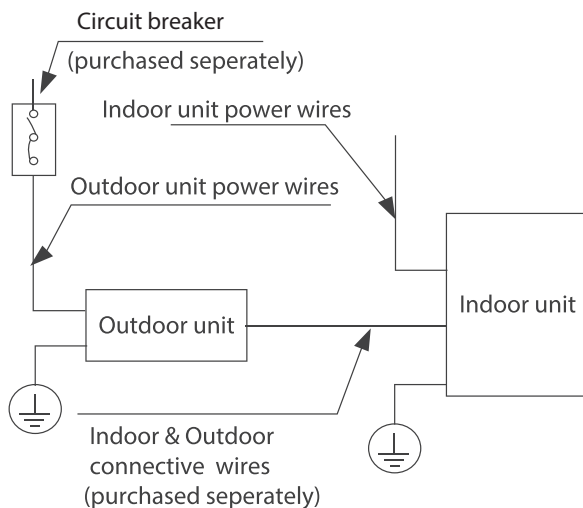 Circuit breaker
(purchased seperately)
Indoor unit power wires
Outdoor unit power wires
Indoor unit
Outdoor unit
Indoor & Outdoor
connective wires
(purchased seperately)